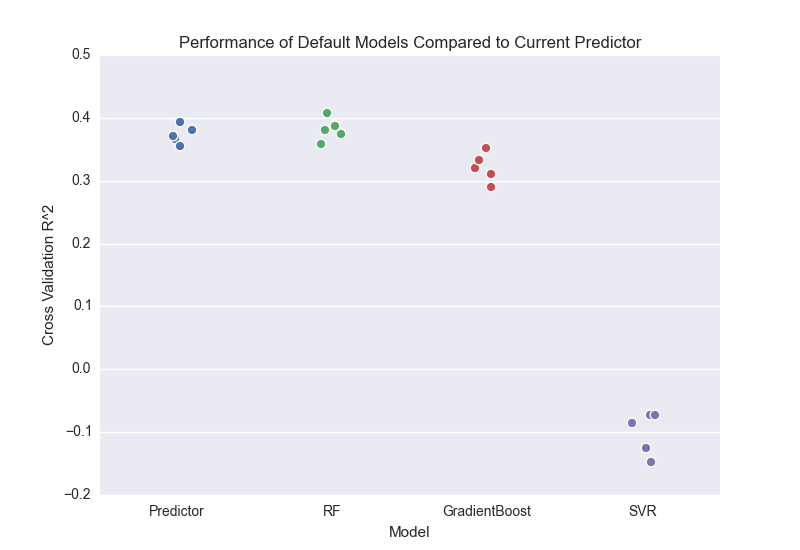 Performance of Default Models Compared to Current Predictor
0.5
0.4
0.3
0.2
0.1
0.0
−0.1
−0.2
Cross Validation R^2
Predictor RF GradientBoost SVR
Model